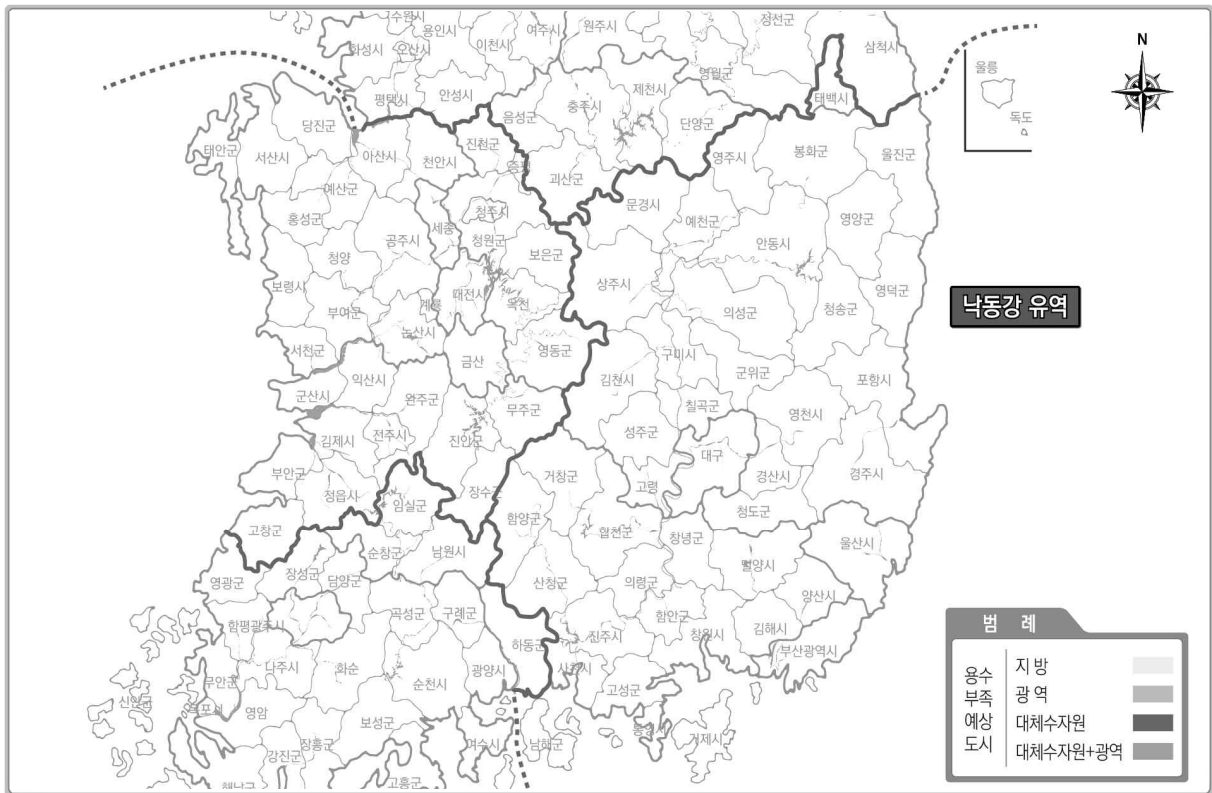 수원시
용인시
여주시
원주시
정선군
화성시
오산시
이천시
삼척시
N
영월군
울릉
평택시
안성시
음성군
충주시
제천시
태백시
당진군
단양군
독도
태안군
서산시
아산시
천안시
진천군
증평
괴산군
영주시
봉화군
울진군
예산군
홍성군
청주시
문경시
예천군
영양군
공주시
세종
청원군
보은군
안동시
청양
상주시
보령시
계룡
대전시
옥천
의성군
청송군
영덕군
낙동강 유역
부여군
논산시
서천군
금산
영동군
구미시
군위군
포항시
익산시
김천시
군산시
완주군
무주군
칠곡군
영천시
김제시
전주시
진안군
성주군
대구
부안군
거창군
경산시
경주시
정읍시
장수군
고령
임실군
청도군
고창군
함양군
합천군
창녕군
울산시
순창군
남원시
밀양시
영광군
장성군
담양군
산청군
의령군
양산시
곡성군
구례군
함안군
함평
광주시
하동군
진주시
창원시
김해시
부산광역시
나주시
화순
광양시
사천시
무안군
순천시
고성군
신안군
목포시
영암
보성군
통영시
거제시
장흥군
여수시
남해군
강진군
해남군
고흥군
범 례
용수
부족
예상
도시
지 방
광 역
대체수자원
대체수자원+광역